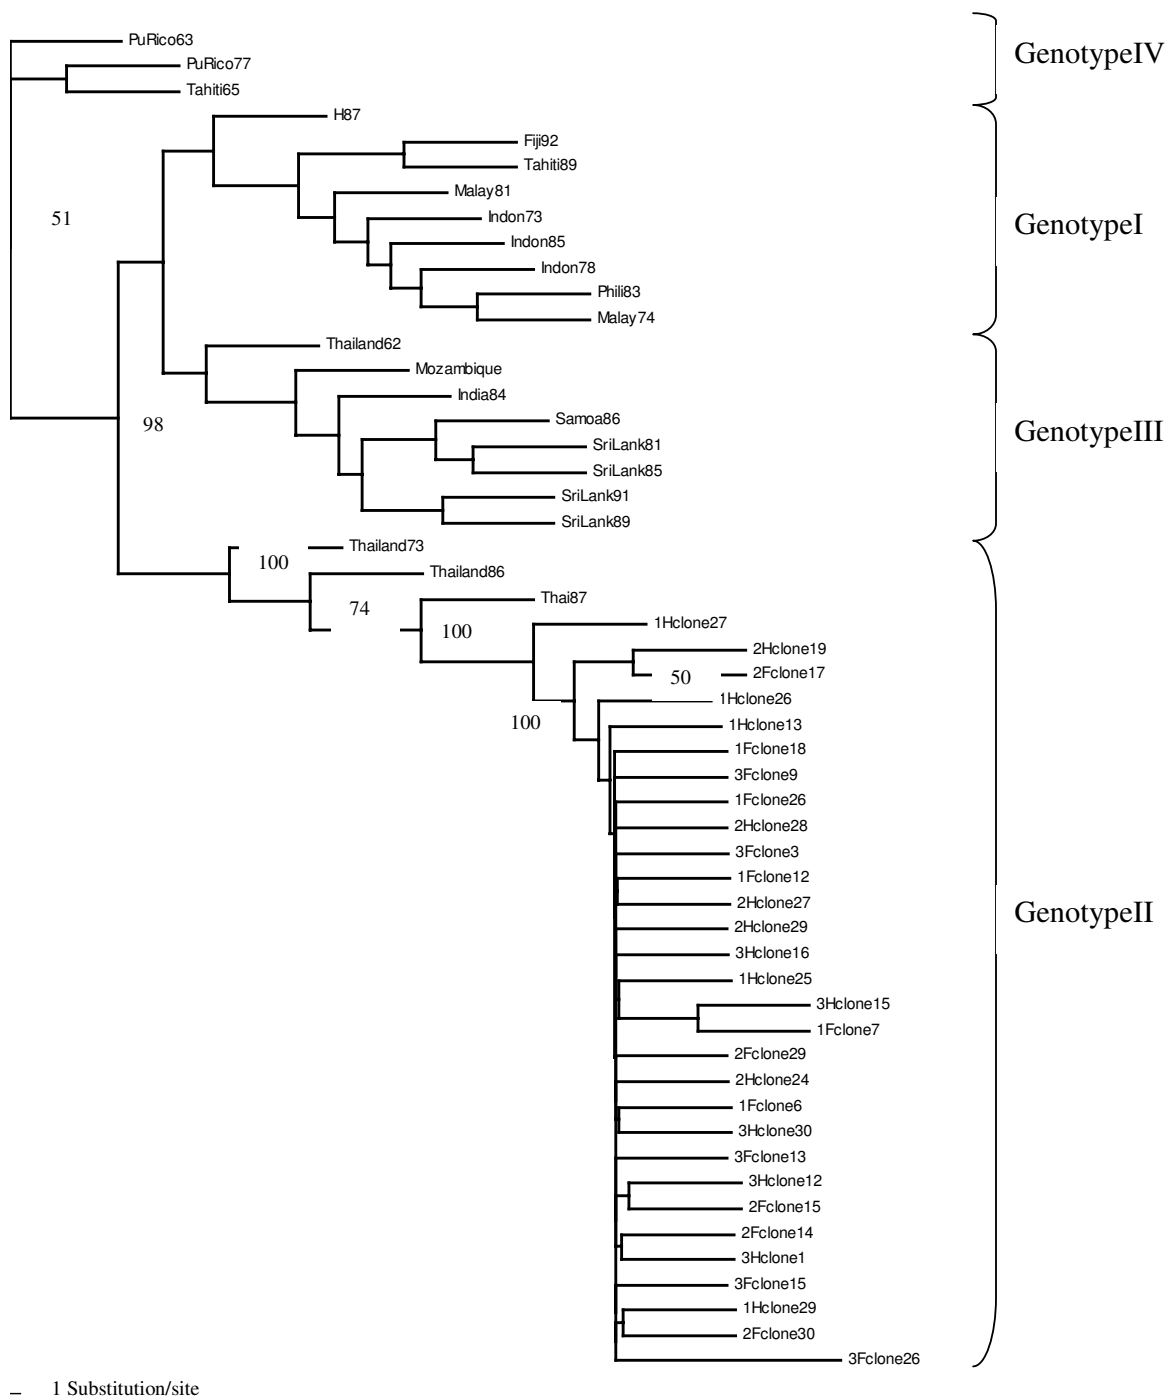 PuRico63
GenotypeIV
PuRico77
Tahiti65
H87
Fiji92
Tahiti89
Malay81
51
Indon73
GenotypeI
Indon85
Indon78
Phili83
Malay74
Thailand62
Mozambique
India84
Samoa86
98
GenotypeIII
SriLank81
SriLank85
SriLank91
SriLank89
Thailand73
100
Thailand86
Thai87
74
1Hclone27
100
2Hclone19
2Fclone17
50
1Hclone26
100
1Hclone13
1Fclone18
3Fclone9
1Fclone26
2Hclone28
3Fclone3
1Fclone12
2Hclone27
GenotypeII
2Hclone29
3Hclone16
1Hclone25
3Hclone15
1Fclone7
2Fclone29
2Hclone24
1Fclone6
3Hclone30
3Fclone13
3Hclone12
2Fclone15
2Fclone14
3Hclone1
3Fclone15
1Hclone29
2Fclone30
3Fclone26
1 Substitution/site